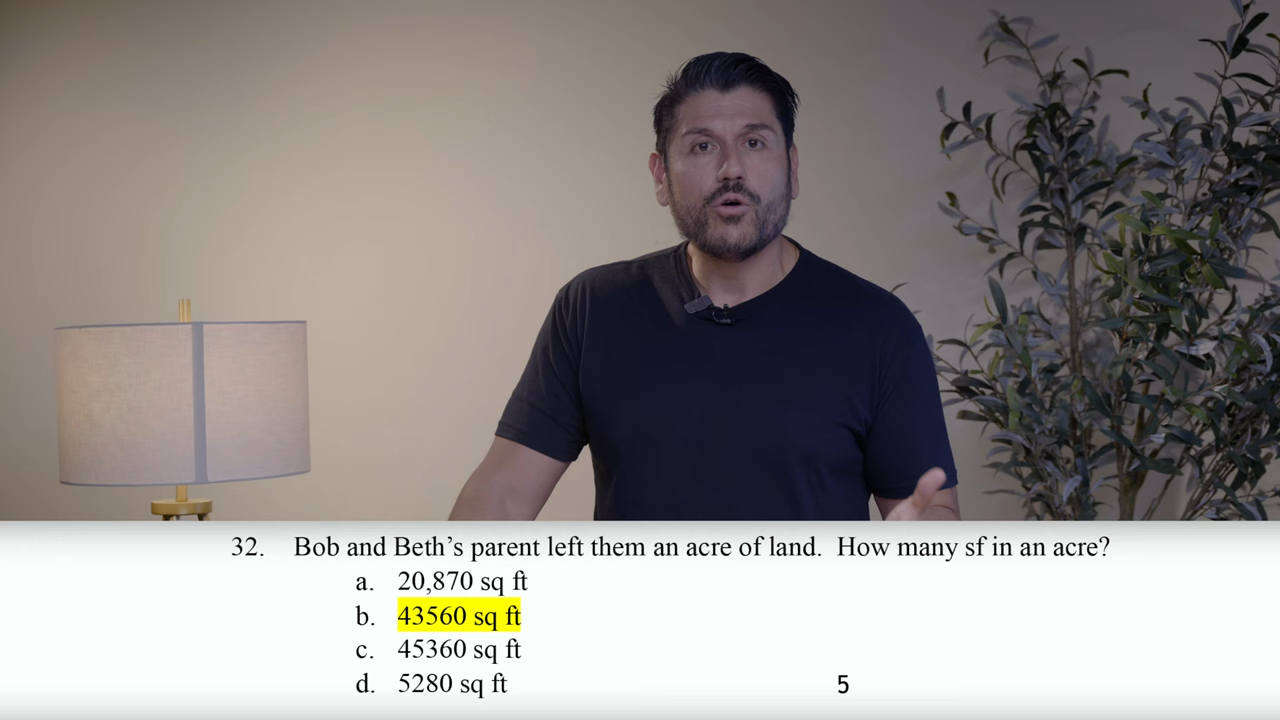 32. Bob and Beth's parent left them an acre of land. How many sf in an acre?
a. 20,870 sq ft
b. 43560 sq ft
c. 45360 sq ft
d. 5280 sq ft
5